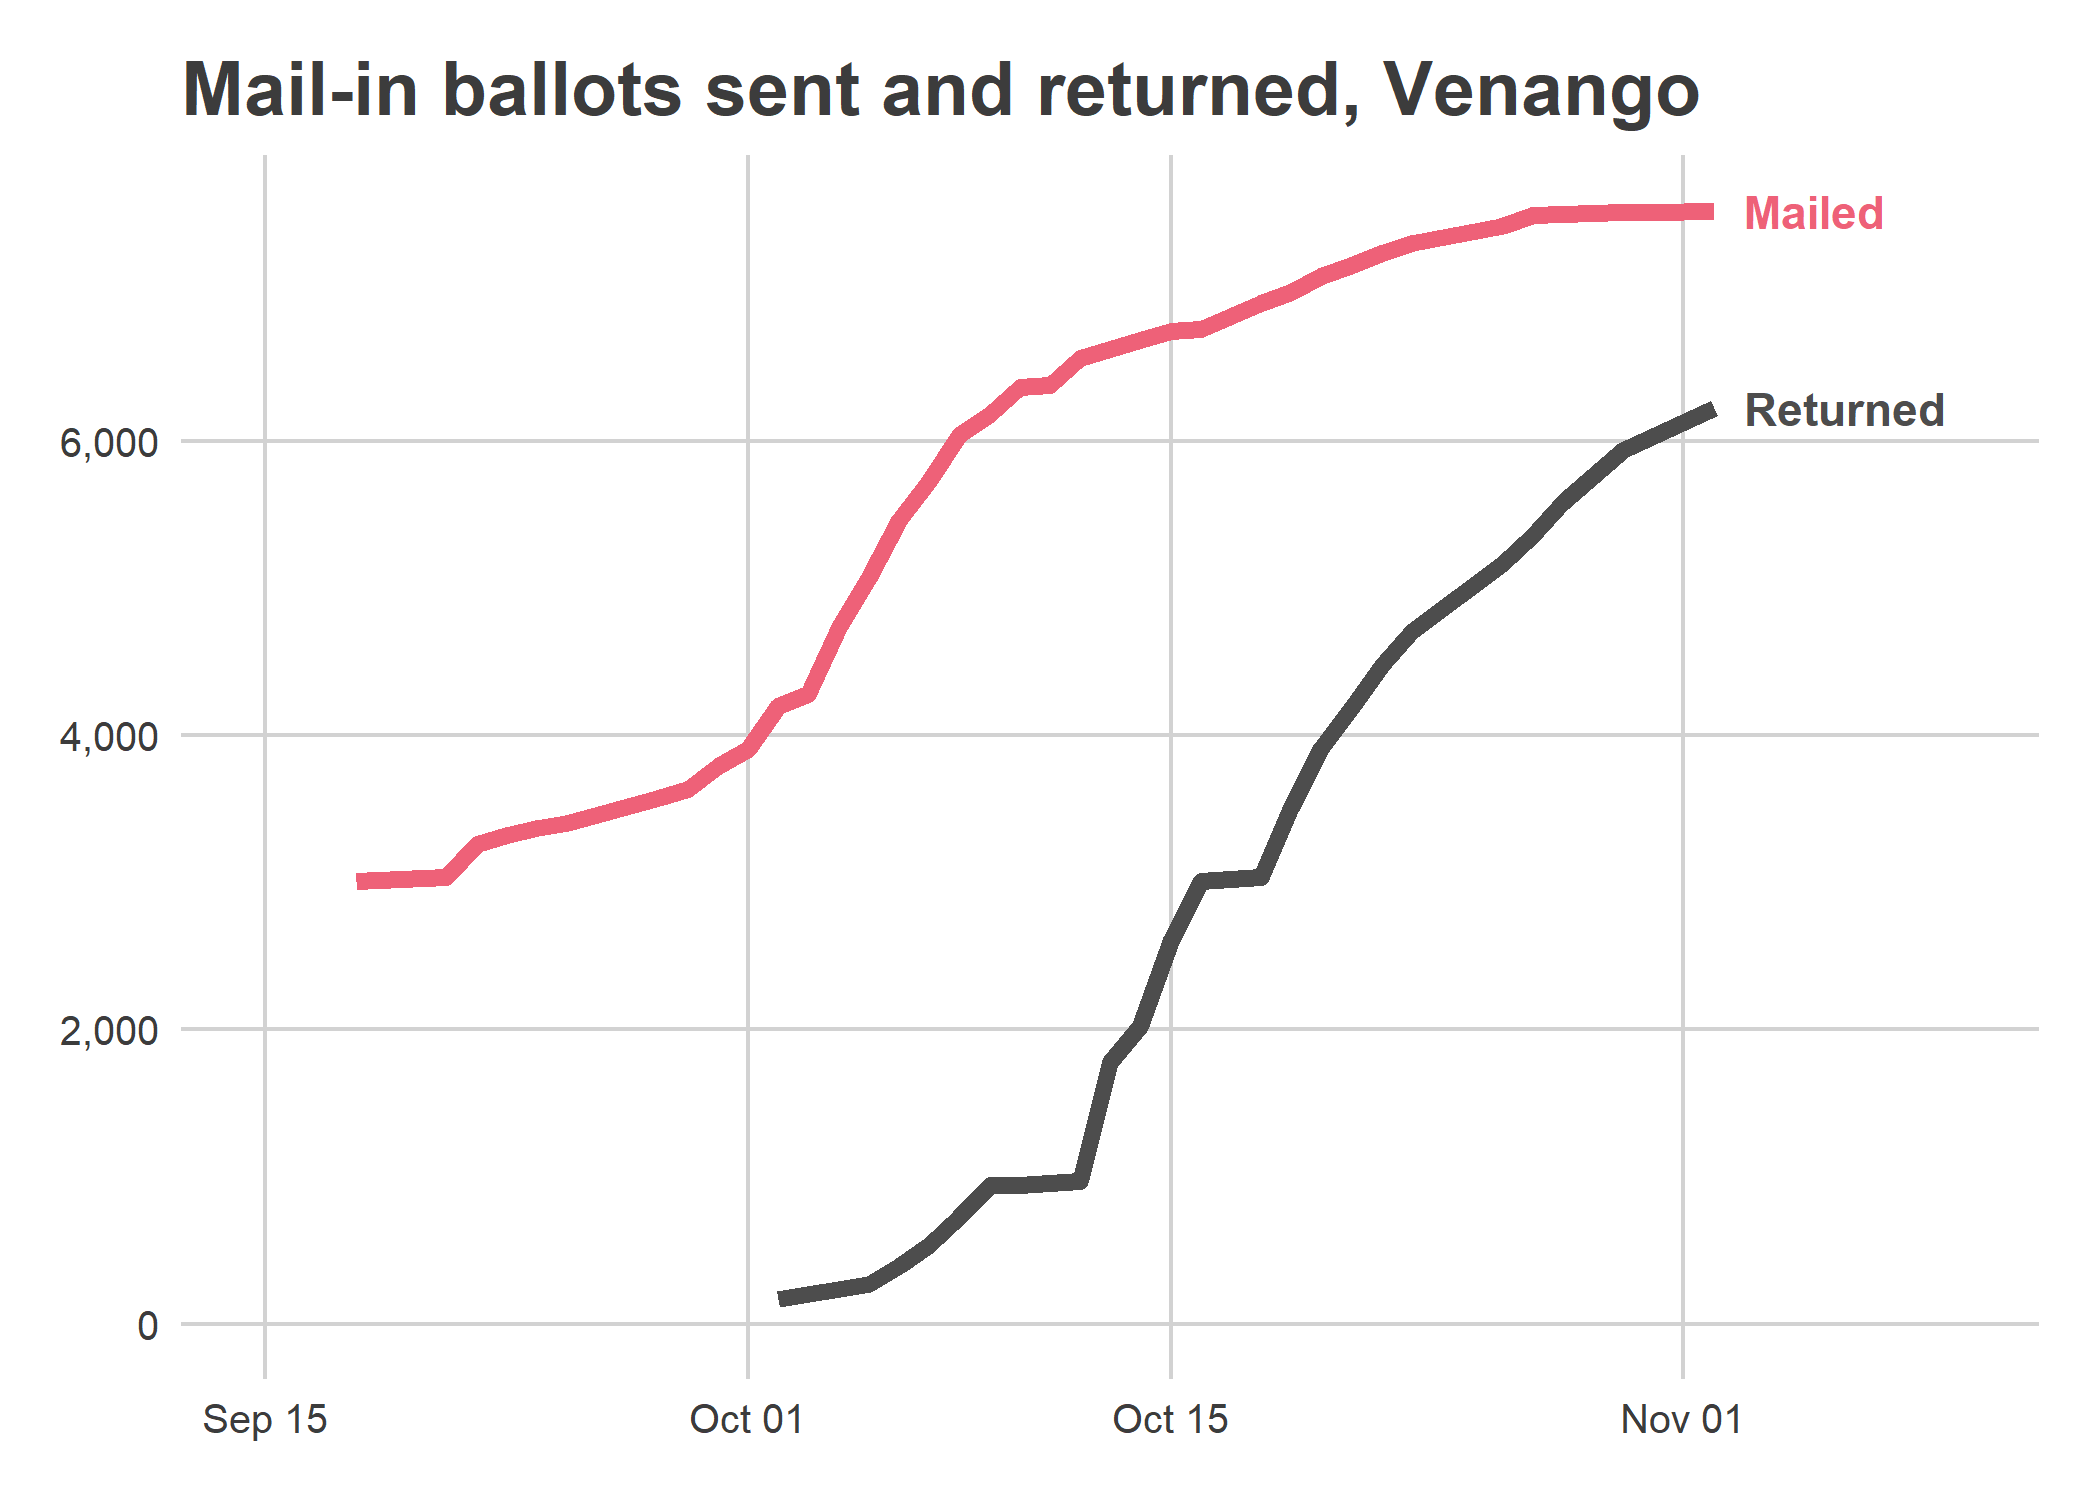 Mail-in ballots sent and returned, Venango
Mailed
Returned
6,000
4,000
2,000
0
Sep 15
Oct 01
Oct 15
Nov 01